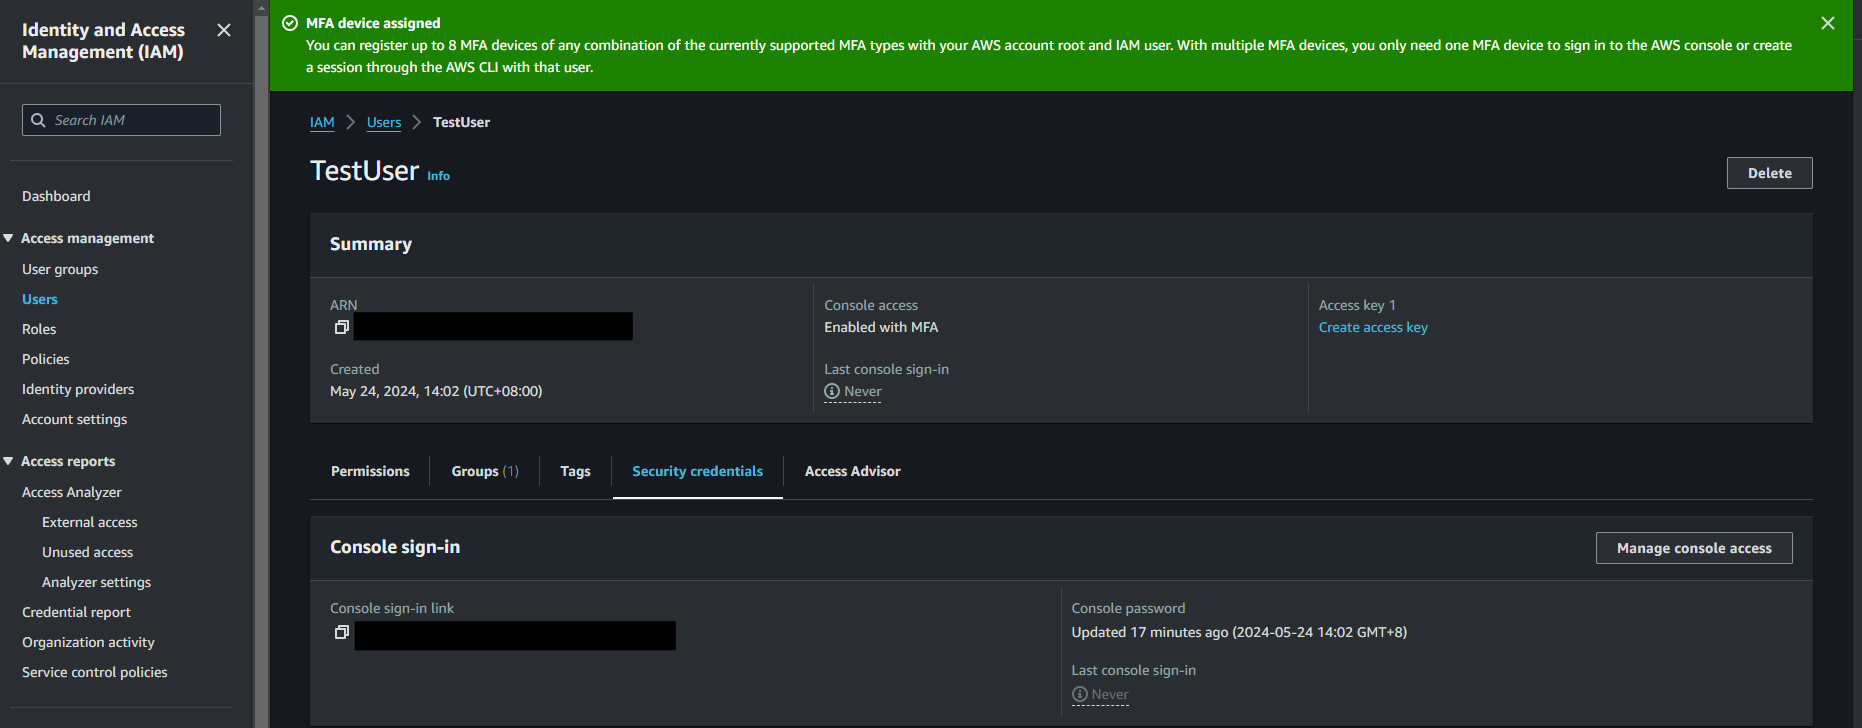 Identity and Access
Management (IAM)
Search IAM
Dashboard
Access management
User groups
Users
Roles
Policies
Identity providers
Account settings
Access reports
Access Analyzer
External access
Unused access
Analyzer settings
Credential report
Organization activity
Service control policies
MFA device assigned
You can register up to 8 MFA devices of any combination of the currently supported MFA types with your AWS account root and IAM user. With multiple MFA devices, you only need one MFA device to sign in to the AWS console or create
a session through the AWS CLI with that user.
IAM > Users > TestUser
TestUser Info
Delete
Summary
ARN
Created
May 24, 2024, 14:02 (UTC+08:00)
Console access
Enabled with MFA
Last console sign-in
Never
Access key 1
Create access key
Permissions
Groups (1)
Tags
Security credentials
Access Advisor
Console sign-in
Manage console access
Console sign-in link
Console password
Updated 17 minutes ago (2024-05-24 14:02 GMT+8)
Last console sign-in
Never